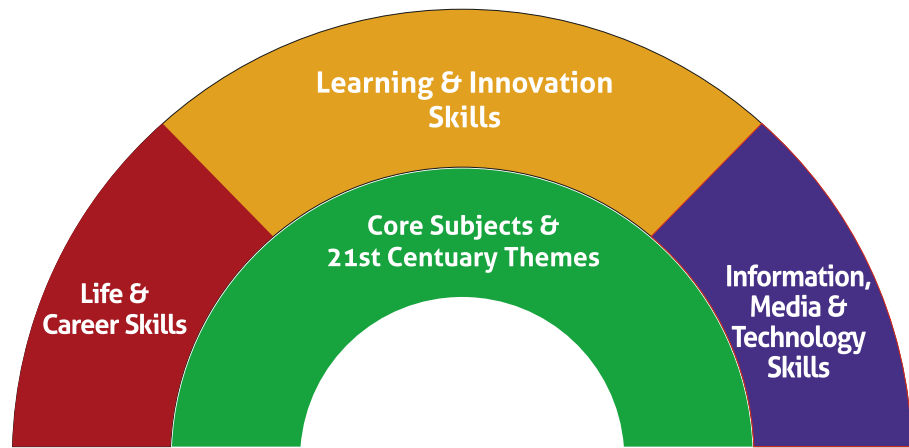 Learning & Innovation
Skills
Core Subjects &
21st Centuary Themes
Life &
Career Skills
Information,
Media &
Technology
Skills